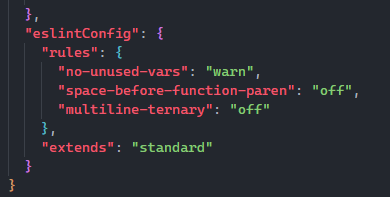 },
"eslintConfig": {
"rules": {
"no-unused-vars": "warn",
"space-before-function-paren": "off",
"multiline-ternary": "off"
},
"extends": "standard"
}
}